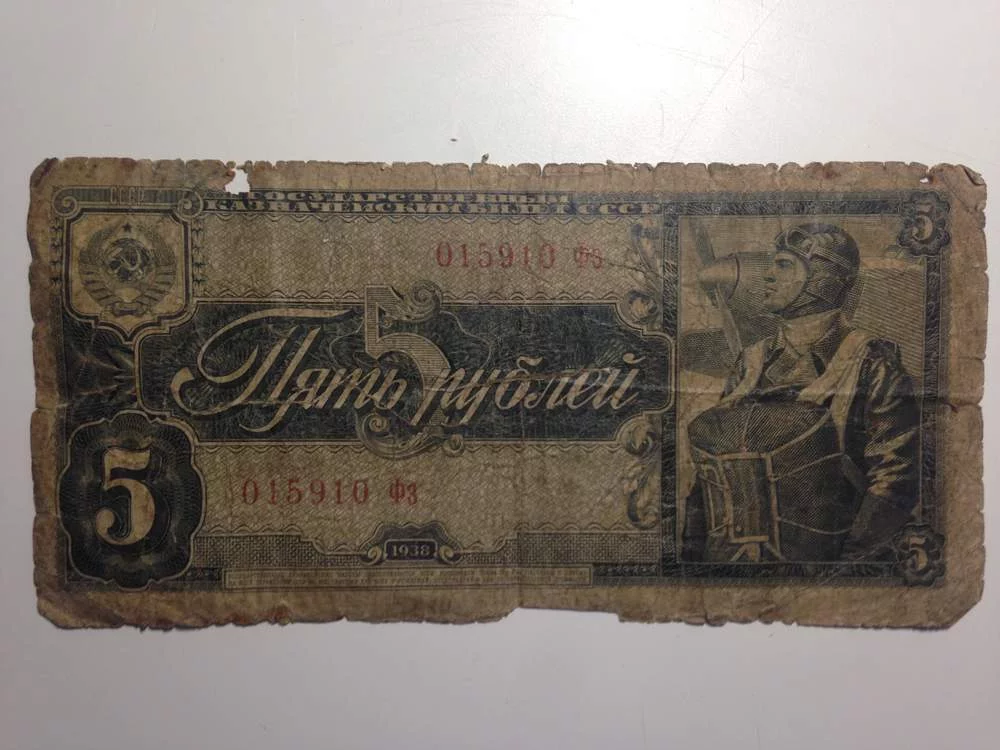 СССР
ГОСУДАРСТВЕННЫЙ
КАЗНАЧЕЙСКИЙ БИЛЕТ СССР
5
015910 Фз
5
Пять рублей
5
015910 Фз
1938
5